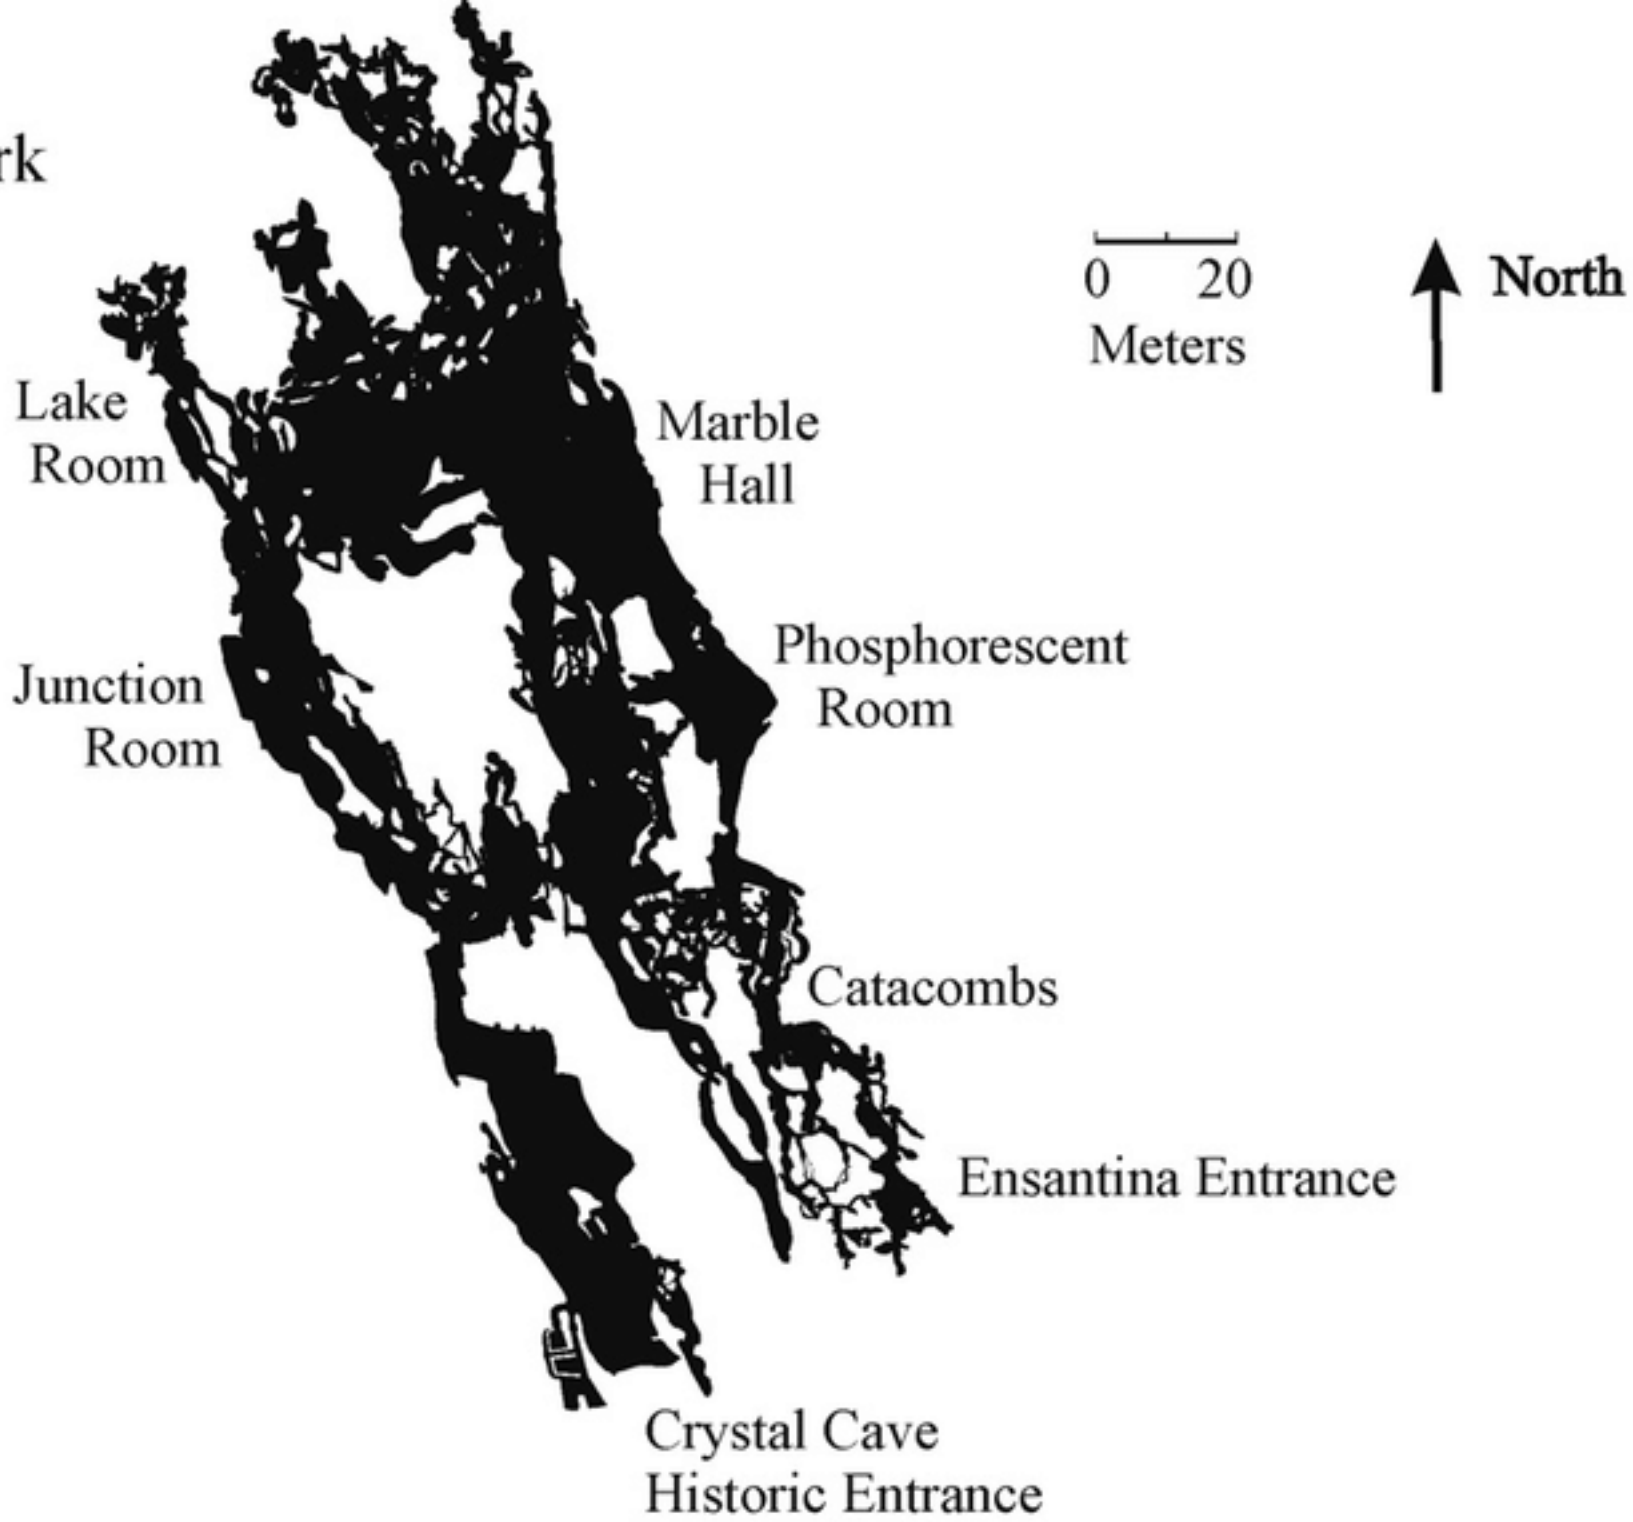 rk
0 20
Meters
North
Lake
Room
Marble
Hall
Phosphorescent
Room
Junction
Room
Catacombs
Ensantina Entrance
Crystal Cave
Historic Entrance